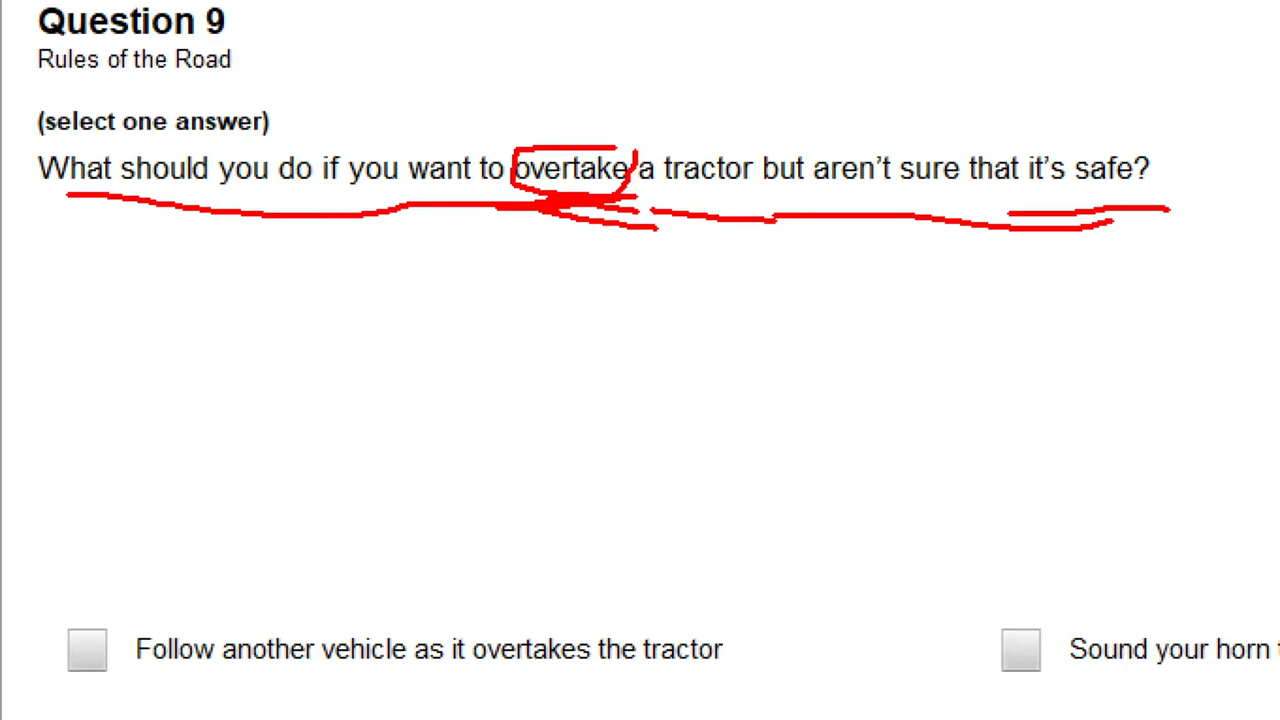 Question 9
Rules of the Road
(select one answer)
What should you do if you want to overtake a tractor but aren't sure that it's safe?
Follow another vehicle as it overtakes the tractor
Sound your horn